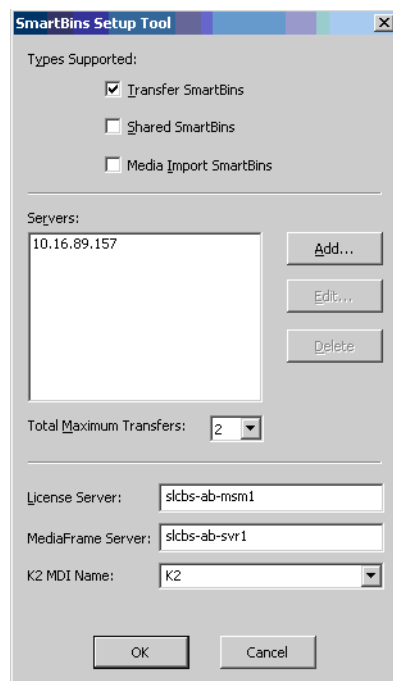 SmartBins Setup Tool
Types Supported:
Transfer SmartBins
Shared SmartBins
Media Import SmartBins
Servers:
10.16.89.157
Add...
Edit...
Delete
Total Maximum Transfers: 2
License Server: slcbs-ab-msm1
MediaFrame Server: slcbs-ab-svr1
K2 MDI Name: K2
OK Cancel